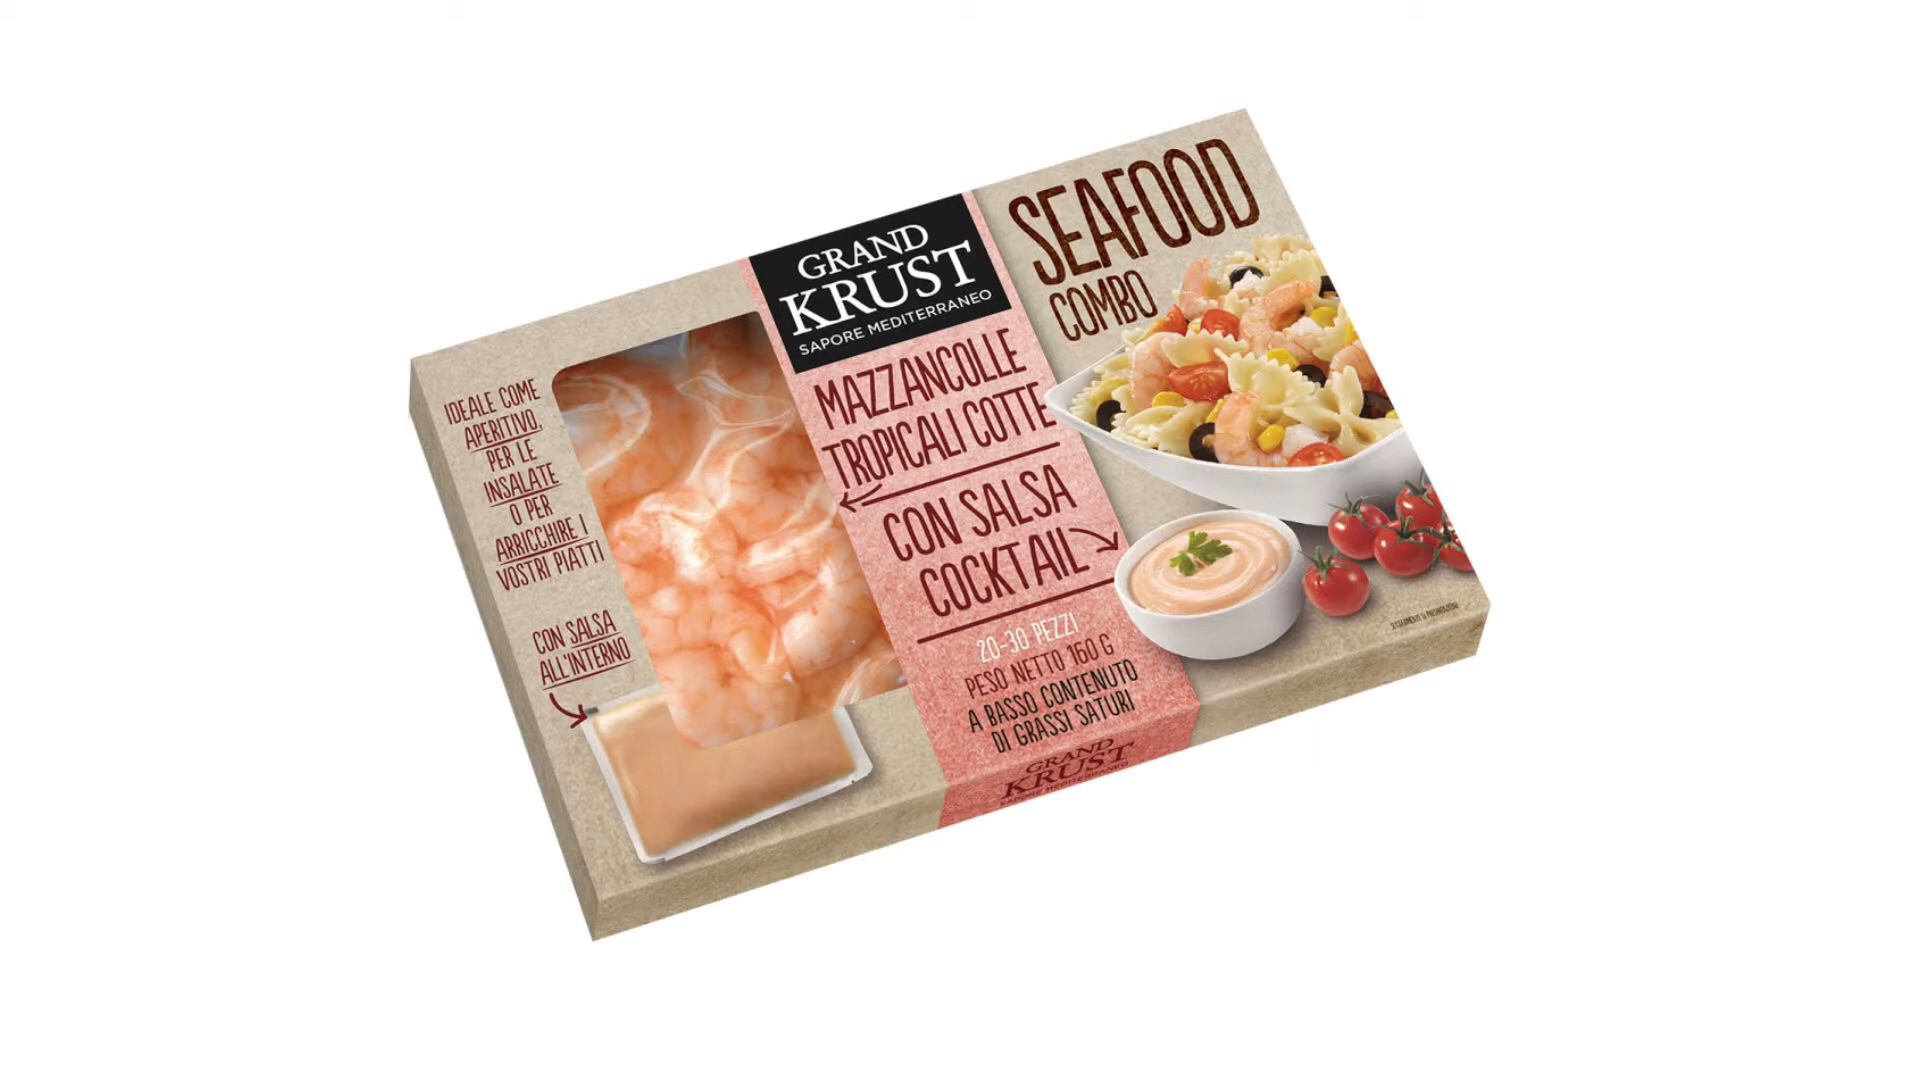 IDEALE COME
APERITIVO,
PER LE
INSALATE
O PER
ARRICCHIRE I
VOSTRI PIATTI
CON SALSA
ALL'INTERNO
GRAND
KRUST
SAPORE MEDITERRANEO
MAZZANCOLLE
TROPICALI COTTE
CON SALSA
COCKTAIL
20-30 PEZZI
PESO NETTO 160 G
A BASSO CONTENUTO
DI GRASSI SATURI
SEAFOOD
COMBO
GRAND
KRUST
SAPORE MEDITERRANEO